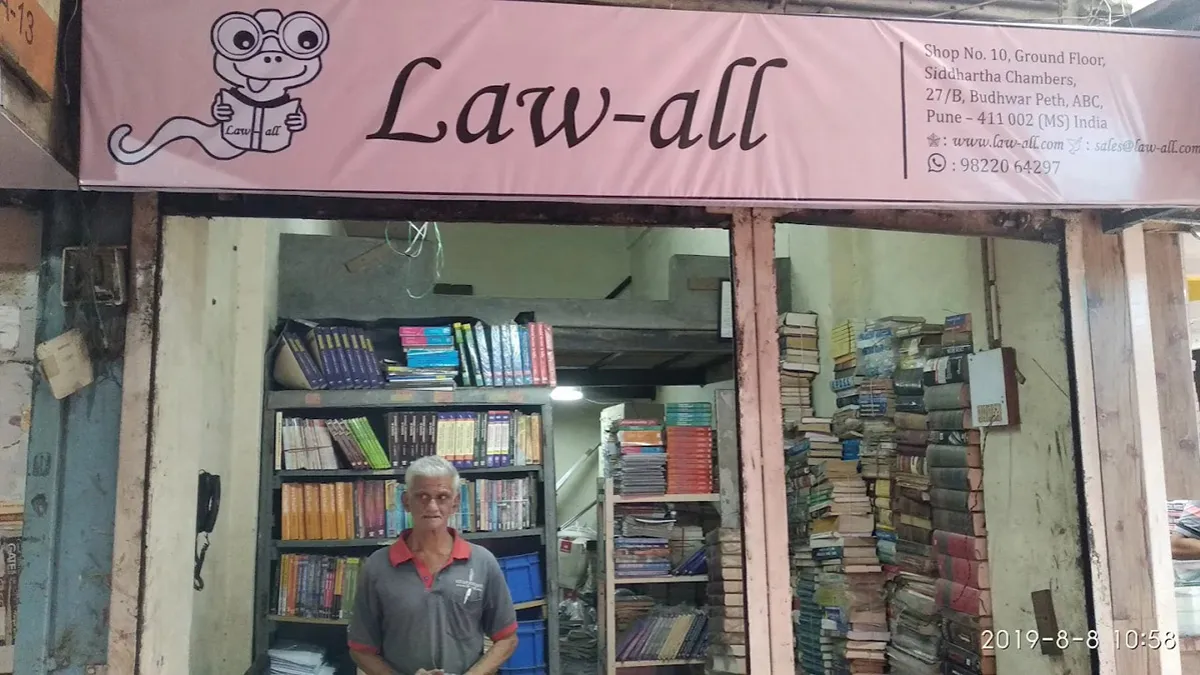 A-13
Law-all
Law-all
Shop No. 10, Ground Floor,
Siddhartha Chambers,
27/B, Budhwar Peth, ABC,
Pune – 411 002 (MS) India
: www.law-all.com : sales@law-all.com
: 98220 64297
2019-8-8 10:58